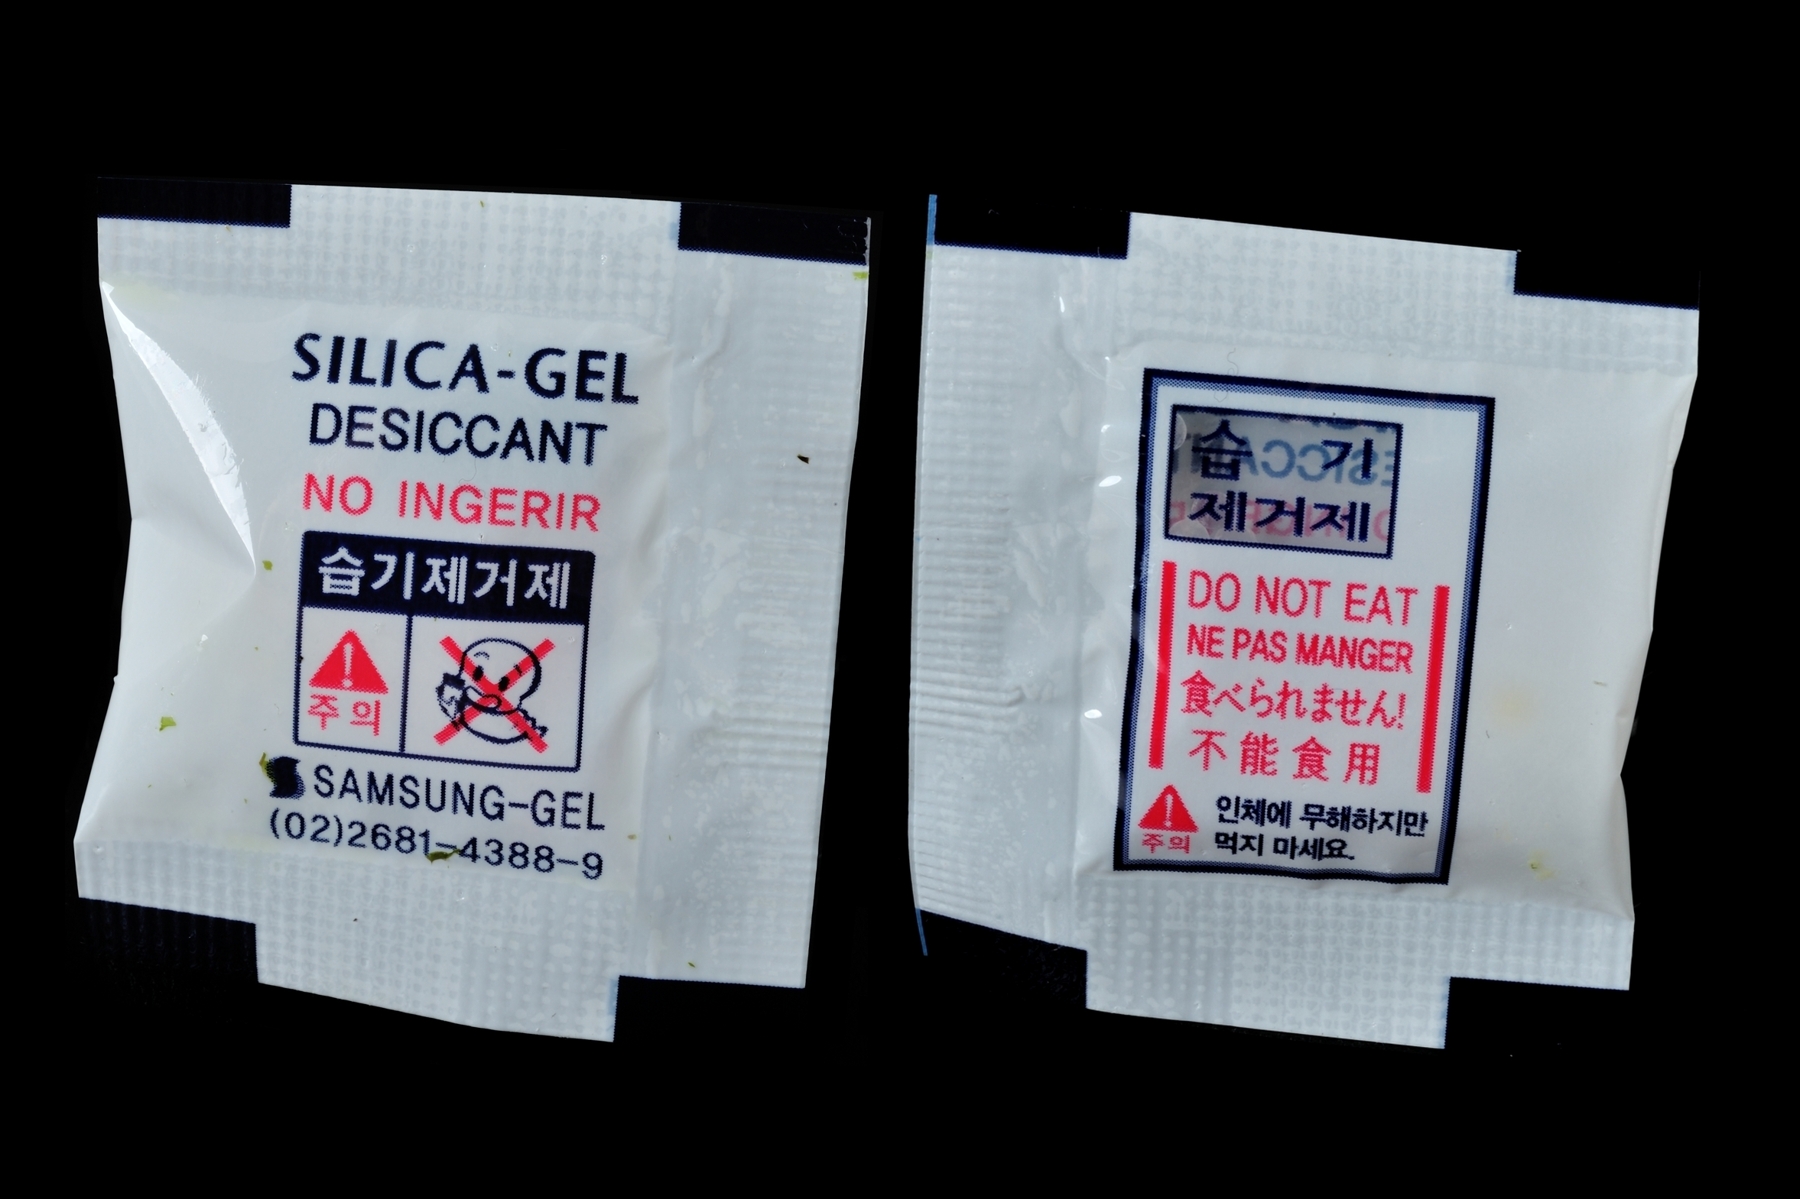 SILICA-GEL
DESICCANT
NO INGERIR
습기제거제
주의
SAMSUNG-GEL
(02)2681-4388-9
습 기
제거제
DO NOT EAT
NE PAS MANGER
食べられません!
不能食用
주의
인체에 무해하지만
먹지 마세요.